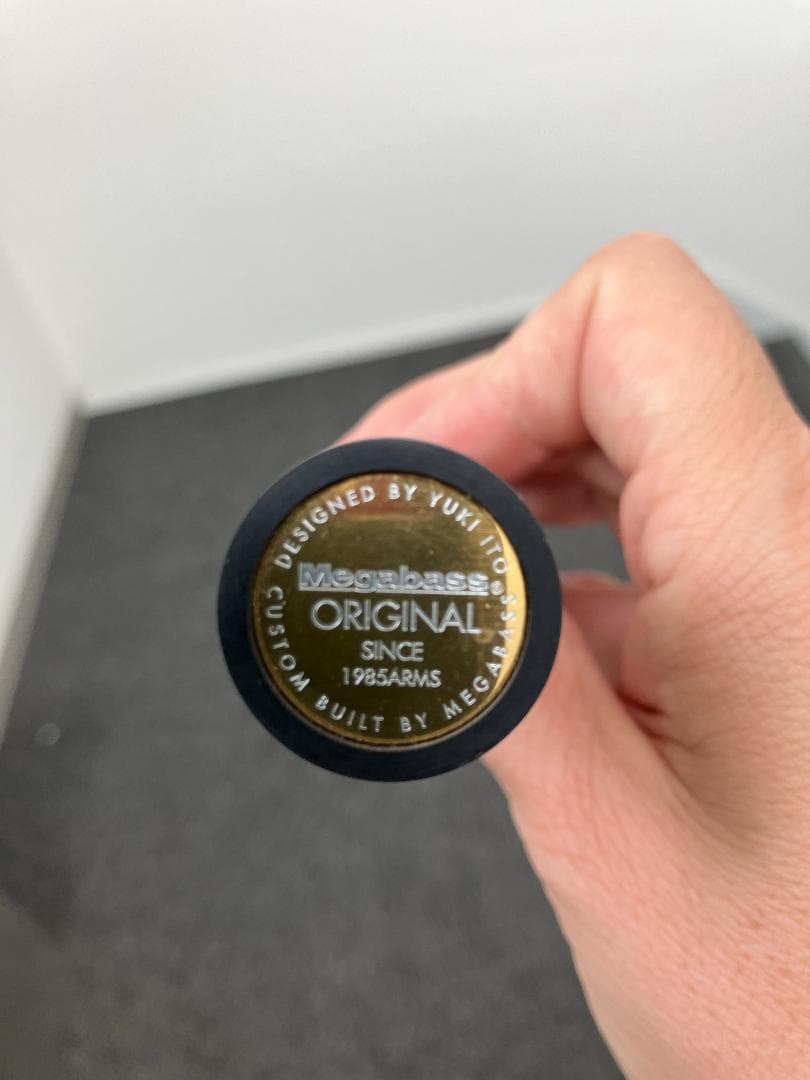 DESIGNED BY YUKI ITO
Megabass®
ORIGINAL
SINCE
1985ARMS
CUSTOM BUILT BY MEGABASS